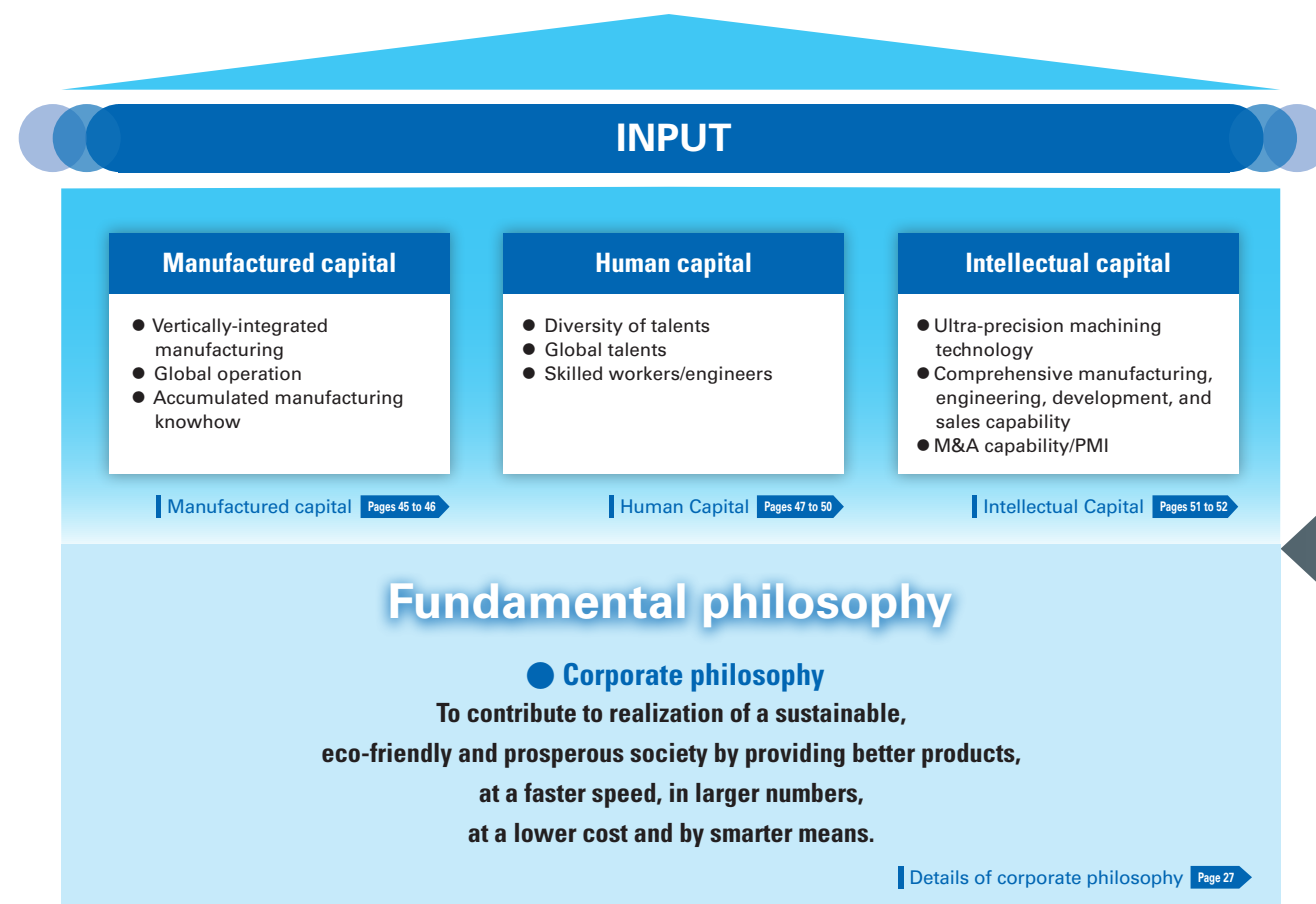 INPUT
Manufactured capital
● Vertically-integrated
manufacturing
● Global operation
● Accumulated manufacturing
knowhow
Manufactured capital Pages 45 to 46
Human capital
● Diversity of talents
● Global talents
● Skilled workers/engineers
Human Capital Pages 47 to 50
Intellectual capital
● Ultra-precision machining
technology
● Comprehensive manufacturing,
engineering, development, and
sales capability
● M&A capability/PMI
Intellectual Capital Pages 51 to 52
Fundamental philosophy
● Corporate philosophy
To contribute to realization of a sustainable,
eco-friendly and prosperous society by providing better products,
at a faster speed, in larger numbers,
at a lower cost and by smarter means.
Details of corporate philosophy Page 27